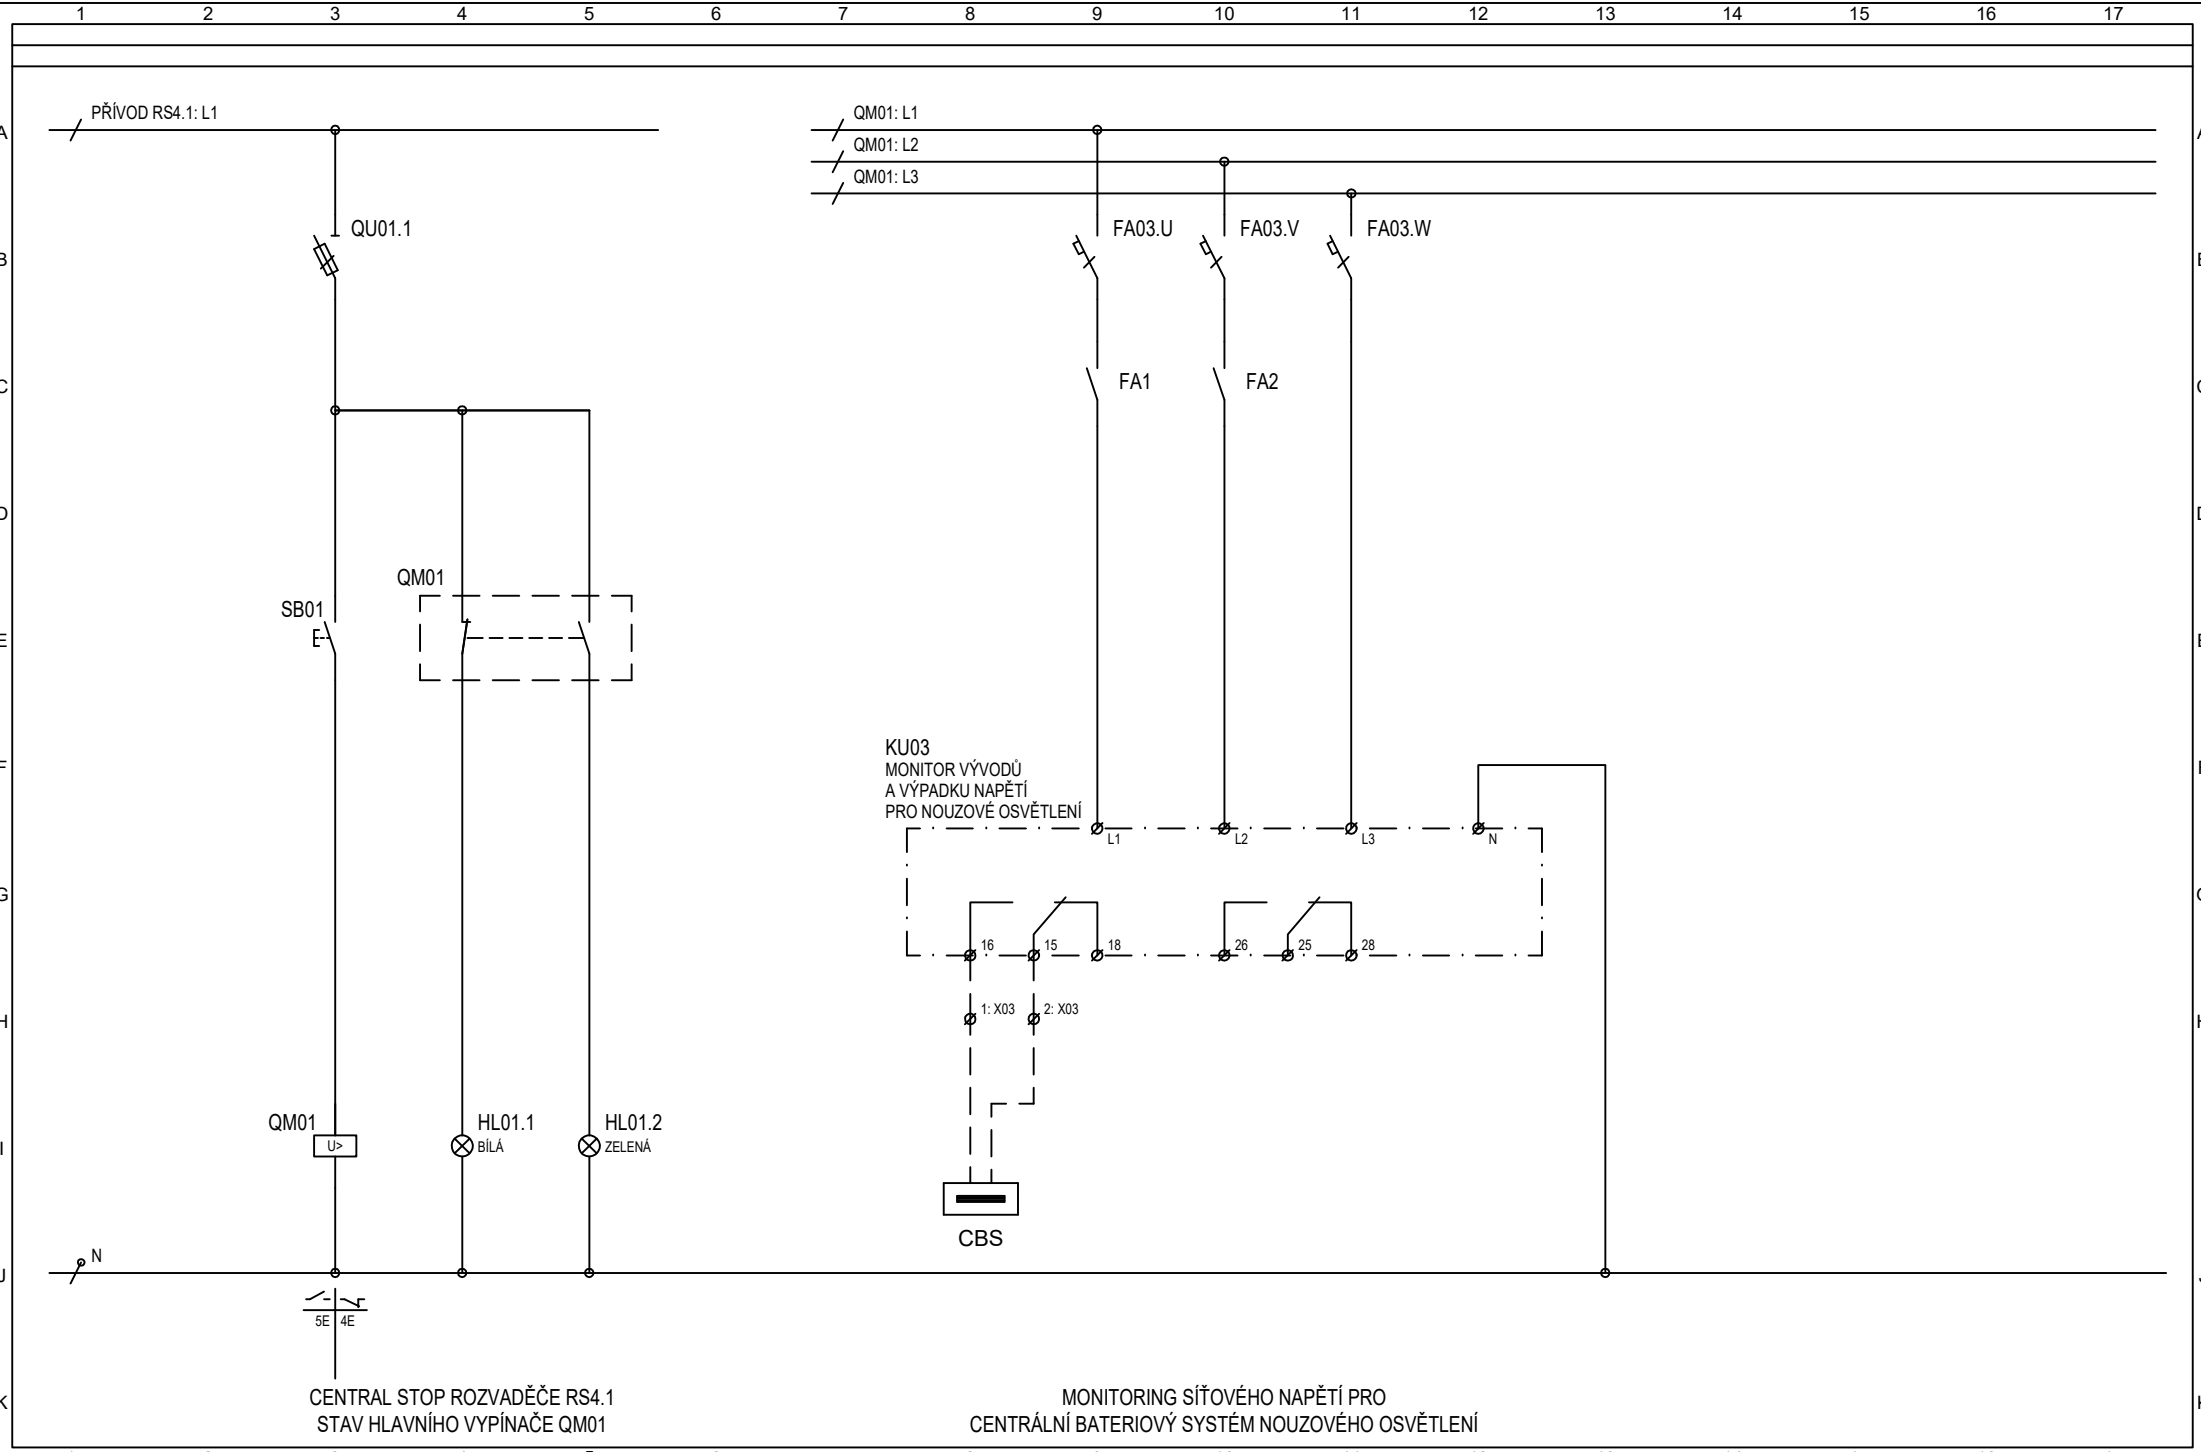 1 2 3 4 5 6 7 8 9 10 11 12 13 14 15 16 17
A
PŘÍVOD RS4.1: L1
QM01: L1
QM01: L2
QM01: L3
B
QU01.1
FA03.U
FA03.V
FA03.W
C
FA1
FA2
D
QM01
SB01
E
KU03
MONITOR VÝVODŮ
A VÝPADKU NAPĚTÍ
PRO NOUZOVÉ OSVĚTLENÍ
F
L1
L2
L3
N
G
16
15
18
26
25
28
H
1: X03
2: X03
QM01
U>
HL01.1
BÍLÁ
HL01.2
ZELENÁ
I
CBS
N
J
5E
4E
K
CENTRAL STOP ROZVADĚČE RS4.1
STAV HLAVNÍHO VYPÍNAČE QM01
MONITORING SÍŤOVÉHO NAPĚTÍ PRO
CENTRÁLNÍ BATERIOVÝ SYSTÉM NOUZOVÉHO OSVĚTLENÍ